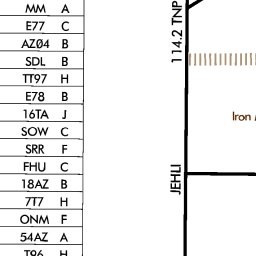 MM A
E77 C
AZ04 B
SDL B
TT97 H
E78 B
16TA J
SOW C
SRR F
FHU C
18AZ B
7T7 H
ONM F
54AZ A
T96 H
114.2 TNP
Iron
JEHLI